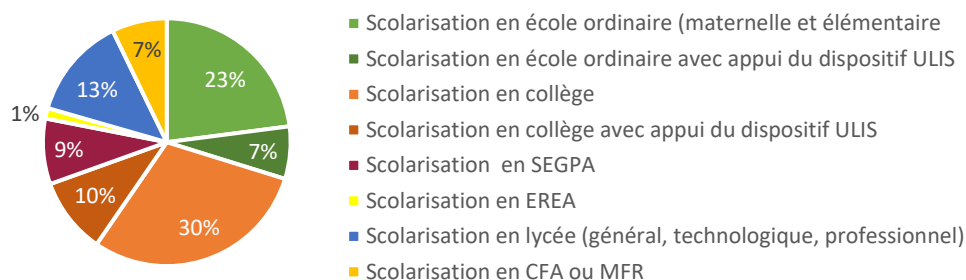 7%
23%
13%
1%
7%
9%
10%
30%
Scolarisation en école ordinaire (maternelle et élémentaire
Scolarisation en école ordinaire avec appui du dispositif ULIS
Scolarisation en collège
Scolarisation en collège avec appui du dispositif ULIS
Scolarisation en SEGPA
Scolarisation en EREA
Scolarisation en lycée (général, technologique, professionnel)
Scolarisation en CFA ou MFR